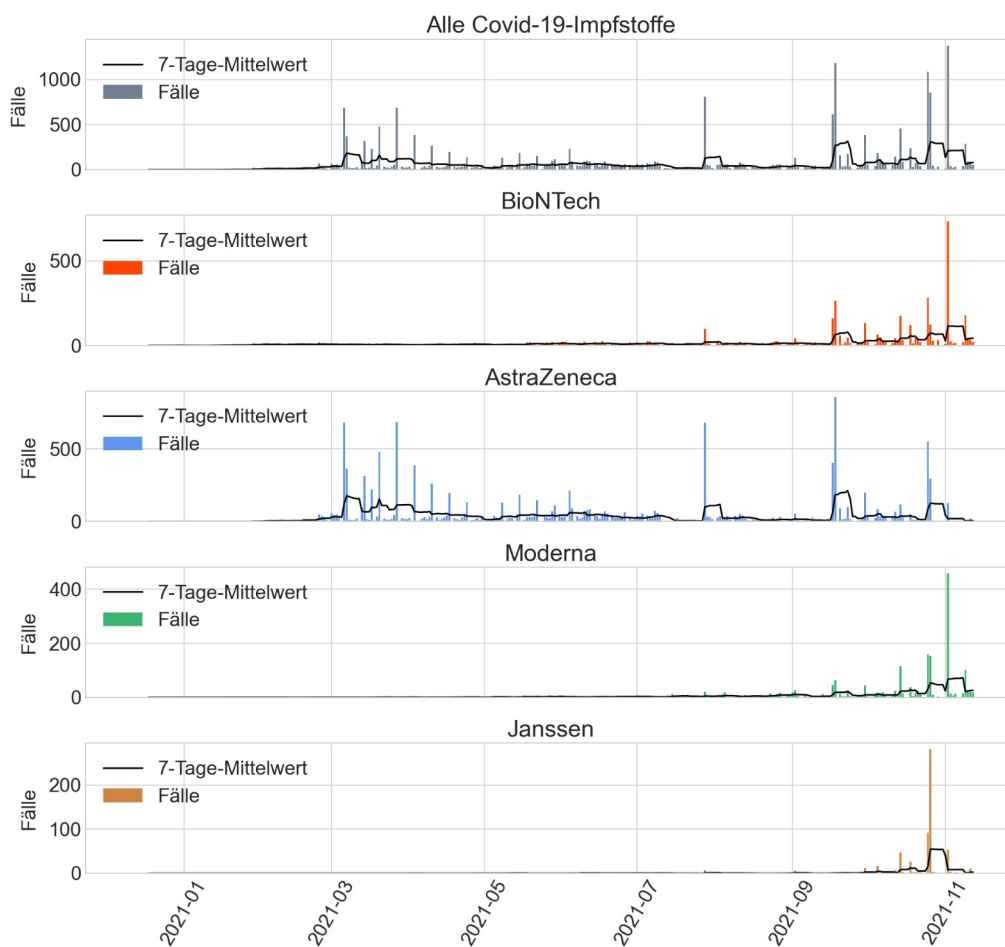 Alle Covid-19-Impfstoffe
Fälle
1000
500
0
7-Tage-Mittelwert
Fälle
BioNTech
Fälle
500
0
7-Tage-Mittelwert
Fälle
AstraZeneca
Fälle
500
0
7-Tage-Mittelwert
Fälle
Moderna
Fälle
400
200
0
7-Tage-Mittelwert
Fälle
Janssen
Fälle
200
100
0
7-Tage-Mittelwert
Fälle
2021-01
2021-03
2021-05
2021-07
2021-09
2021-11